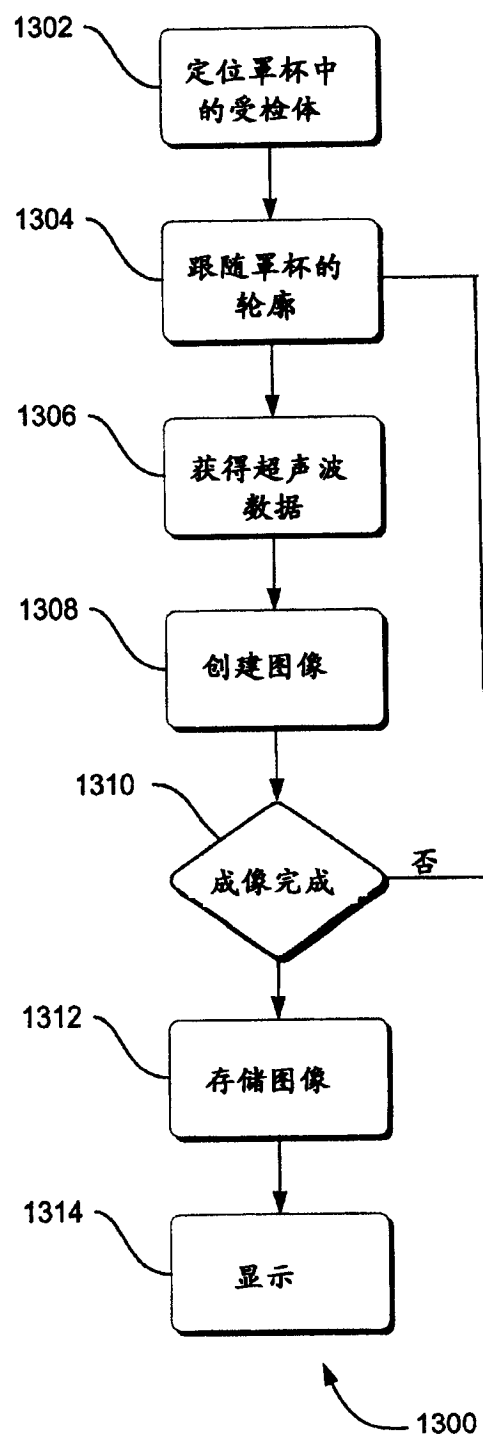 1302
定位罩杯中
的受检体
1304
跟随罩杯的
轮廓
1306
获得超声波
数据
1308
创建图像
1310
成像完成
否
1312
存储图像
1314
显示
1300